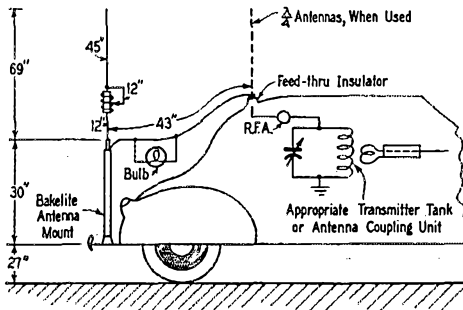 λ/4 Antennas, When Used
45"
69"
12"
Feed-thru Insulator
43"
12"
R.F.A.
Bulb
30"
Bakelite
Antenna
Mount
Appropriate Transmitter Tank
or Antenna Coupling Unit
27"